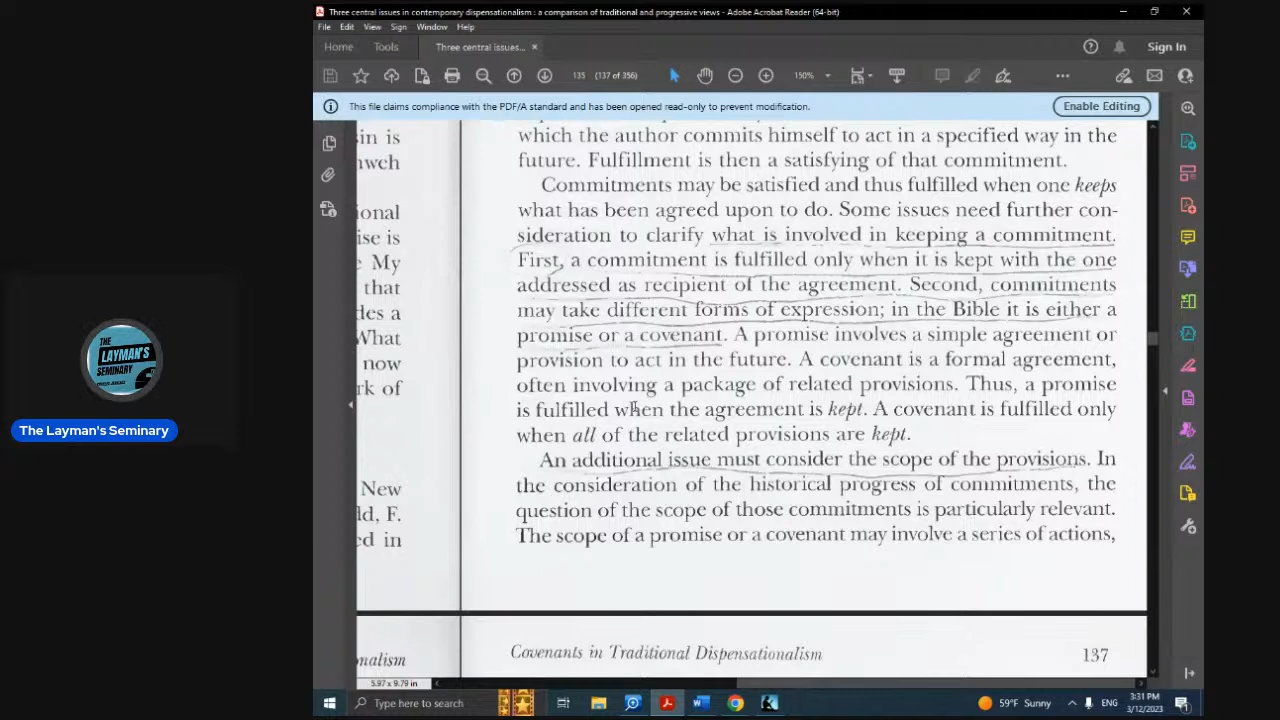 Three central issues in contemporary dispensationalism : a comparison of traditional and progressive views - Adobe Acrobat Reader (64-bit)
File Edit View Sign Window Help
Home Tools Three central issues... × Sign In
135 (137 of 356) 150%
This file claims compliance with the PDF/A standard and has been opened read-only to prevent modification. Enable Editing
in is
which the author commits himself to act in a specified way in the
nweh
future. Fulfillment is then a satisfying of that commitment.
Commitments may be satisfied and thus fulfilled when one keeps
ional
what has been agreed upon to do. Some issues need further con-
ise is
sideration to clarify what is involved in keeping a commitment.
My
First, a commitment is fulfilled only when it is kept with the one
that
addressed as recipient of the agreement. Second, commitments
des a
may take different forms of expression; in the Bible it is either a
What
promise or a covenant. A promise involves a simple agreement or
now
provision to act in the future. A covenant is a formal agreement,
rk of
often involving a package of related provisions. Thus, a promise
is fulfilled when the agreement is kept. A covenant is fulfilled only
when all of the related provisions are kept.
An additional issue must consider the scope of the provisions. In
New
the consideration of the historical progress of commitments, the
ld, F.
question of the scope of those commitments is particularly relevant.
ed in
The scope of a promise or a covenant may involve a series of actions,
nalism
Covenants in Traditional Dispensationalism 137
5.97 x 9.79 in
THE
LAYMAN'S
SEMINARY
The Layman's Seminary
Type here to search
59°F Sunny
ENG
3:31 PM
3/12/2023